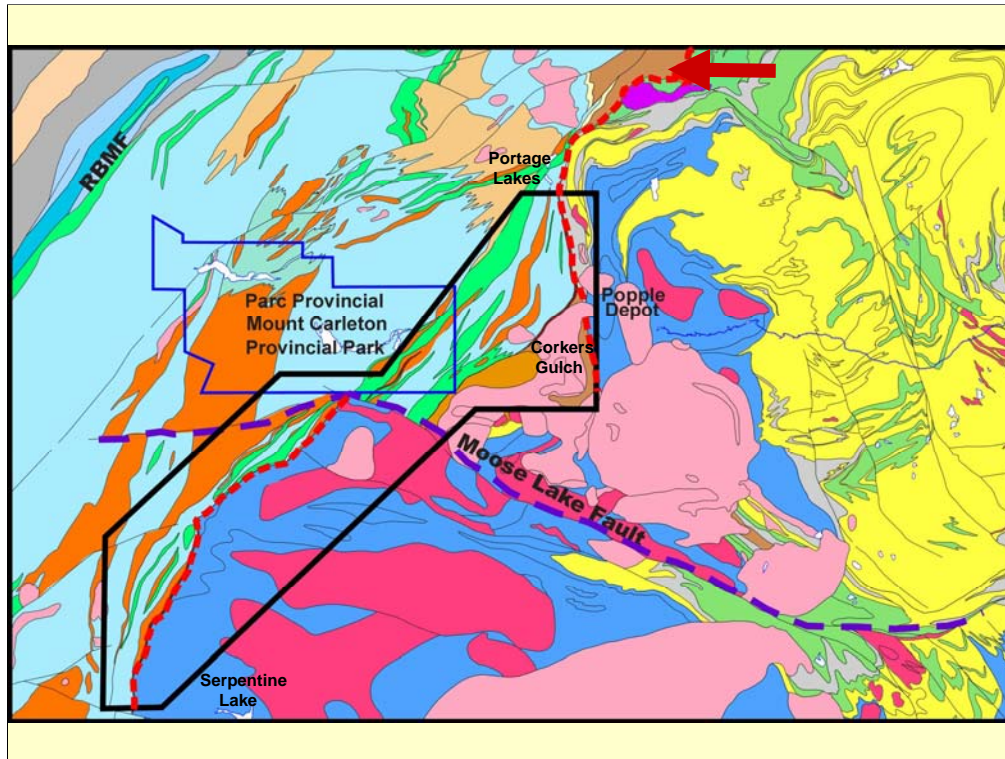 RBMF
Portage
Lakes
Parc Provincial
Mount Carleton
Provincial Park
Popple
Depot
Corkers
Gulch
Moose Lake Fault
Serpentine
Lake